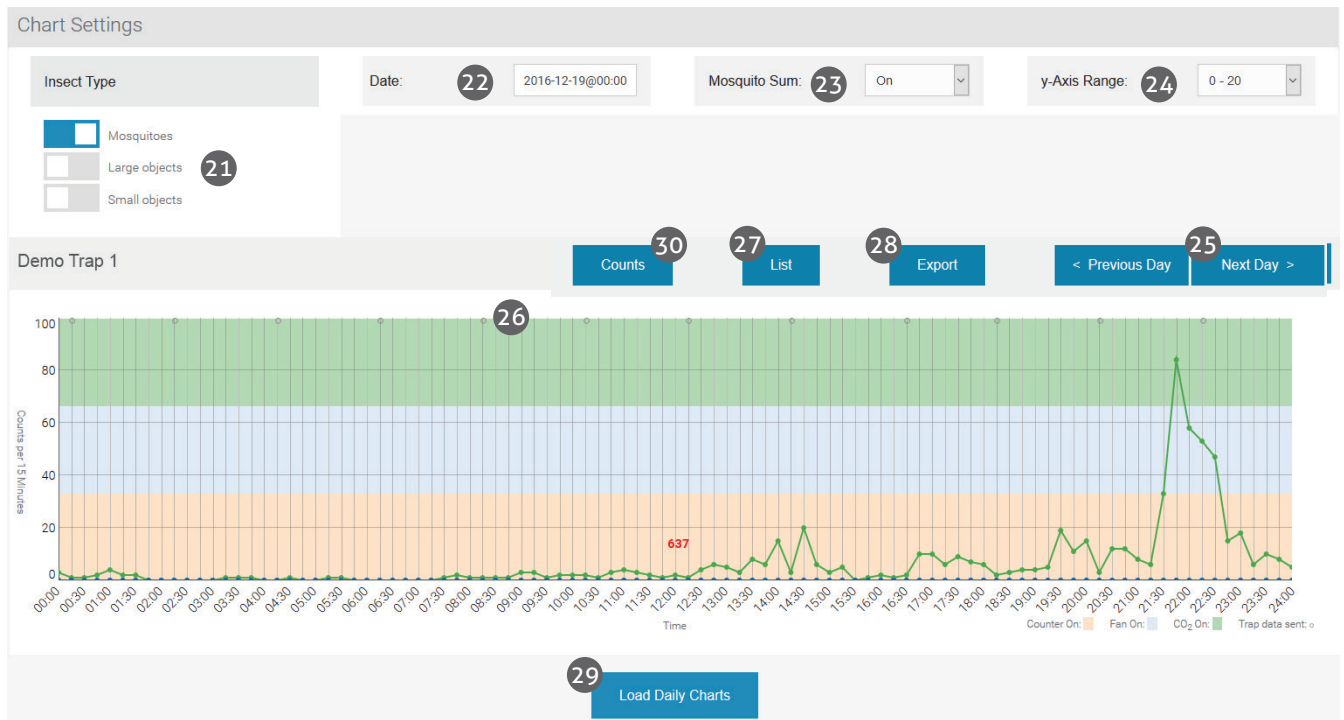 Chart Settings
Insect Type
Date: 22 2016-12-19@00:00
Mosquito Sum: 23 On
y-Axis Range: 24 0 - 20
Mosquitoes
Large objects 21
Small objects
Demo Trap 1
30 Counts
27 List
28 Export
25
< Previous Day
Next Day >
26
100
80
60
40
20
0
Counts per 15 Minutes
637
00:00 00:30 01:00 01:30 02:00 02:30 03:00 03:30 04:00 04:30 05:00 05:30 06:00 06:30 07:00 07:30 08:00 08:30 09:00 09:30 10:00 10:30 11:00 11:30 12:00 12:30 13:00 13:30 14:00 14:30 15:00 15:30 16:00 16:30 17:00 17:30 18:00 18:30 19:00 19:30 20:00 20:30 21:00 21:30 22:00 22:30 23:00 23:30 24:00
Time
Counter On: Fan On: CO₂ On: Trap data sent: o
29
Load Daily Charts